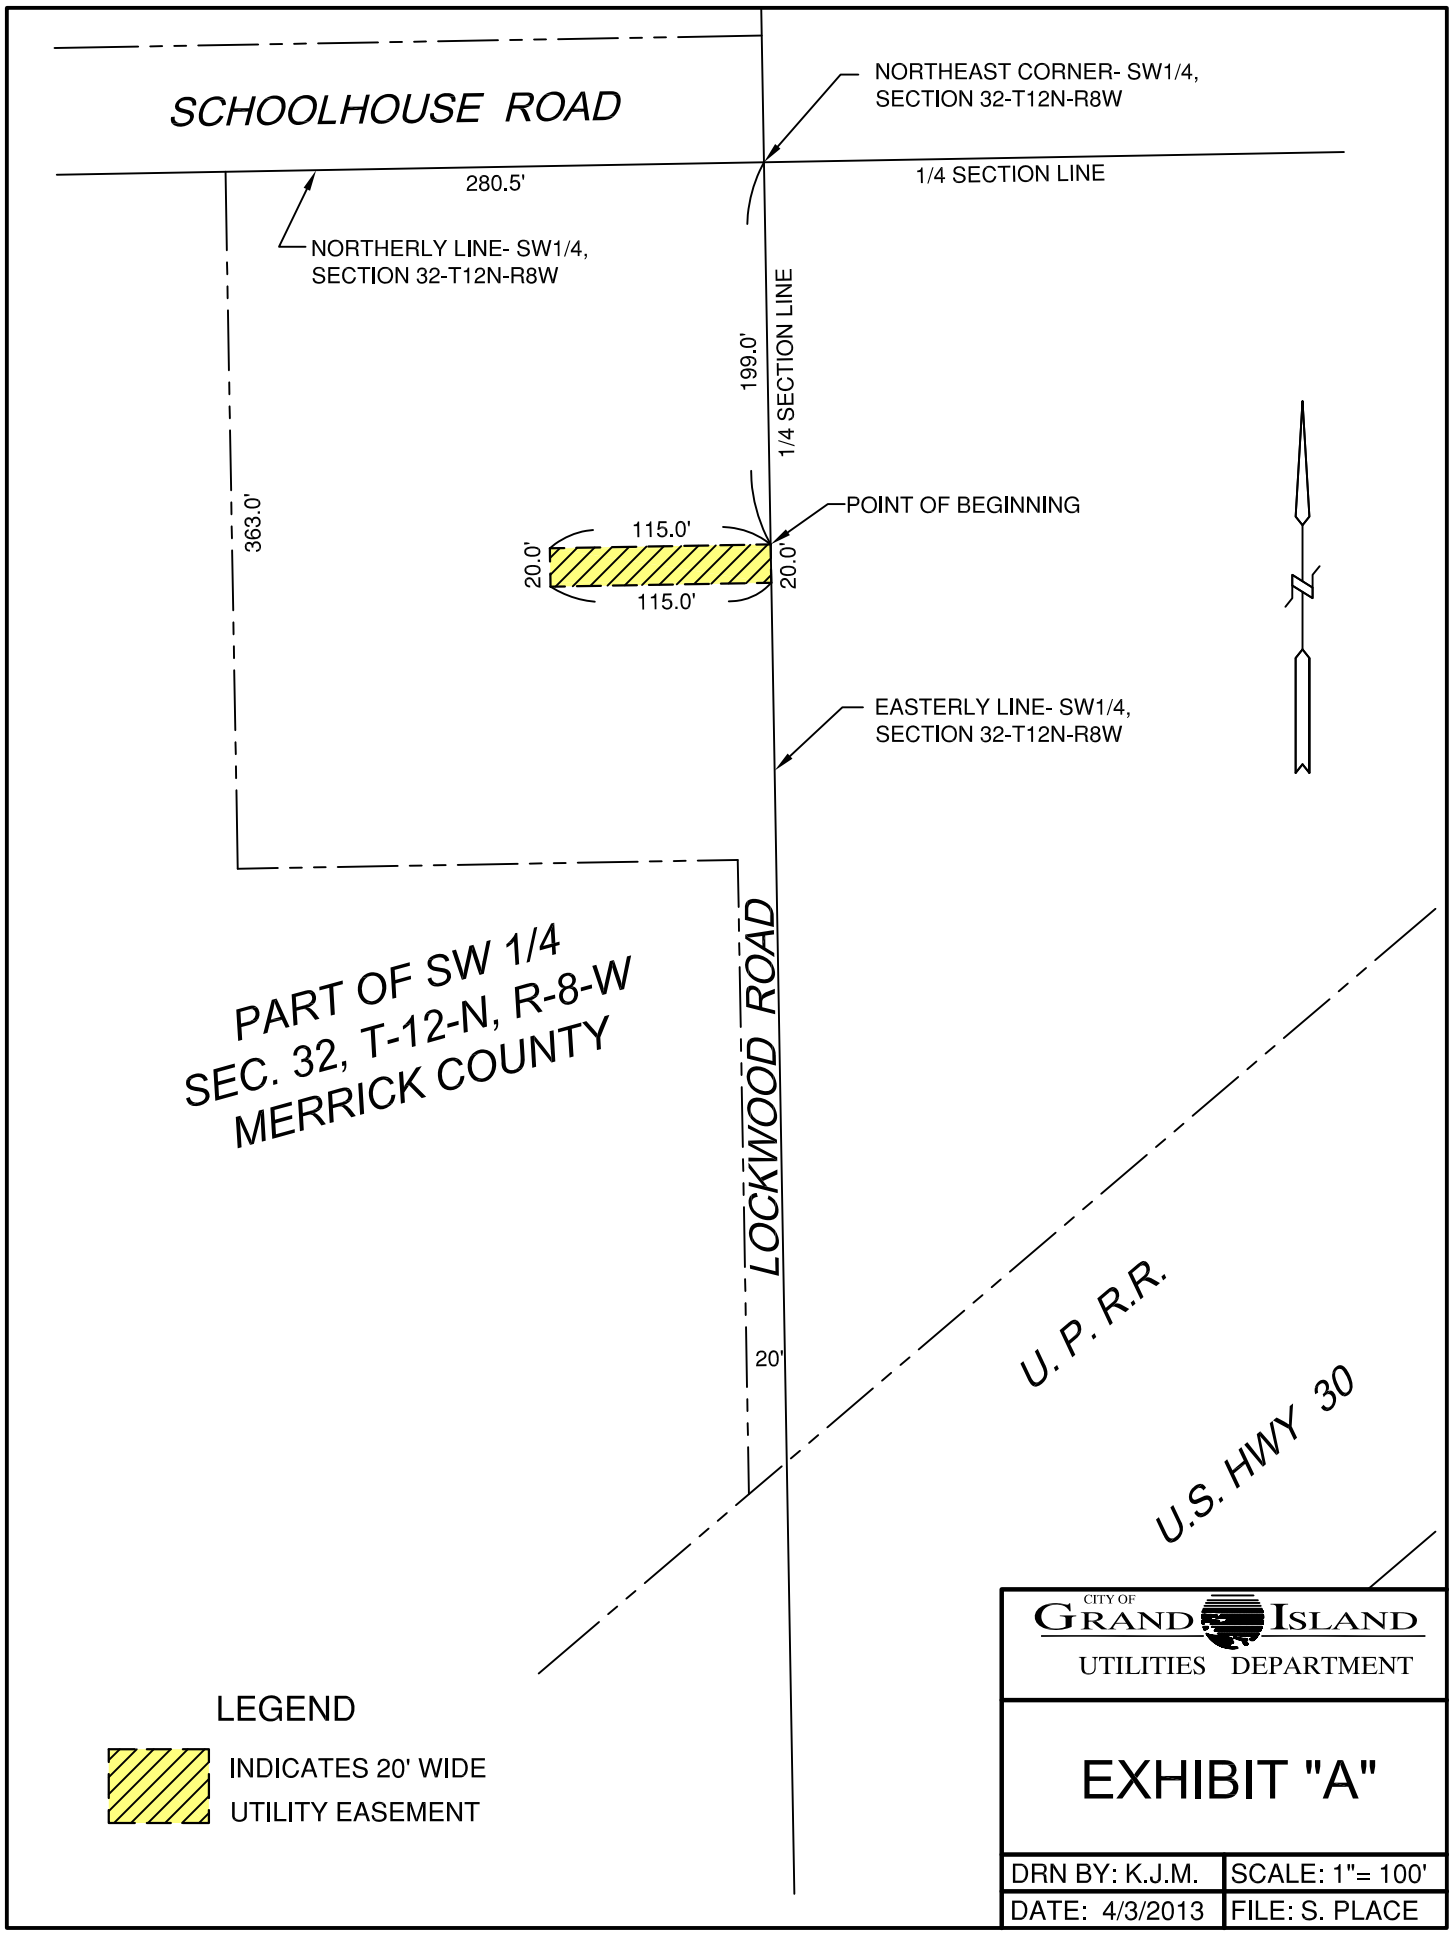 NORTHEAST CORNER- SW1/4,
SECTION 32-T12N-R8W
SCHOOLHOUSE ROAD
280.5'
1/4 SECTION LINE
NORTHERLY LINE- SW1/4,
SECTION 32-T12N-R8W
199.0'
1/4 SECTION LINE
363.0'
POINT OF BEGINNING
115.0'
20.0'
20.0'
115.0'
EASTERLY LINE- SW1/4,
SECTION 32-T12N-R8W
PART OF SW 1/4
SEC. 32, T-12-N, R-8-W
MERRICK COUNTY
LOCKWOOD ROAD
20'
U. P. R.R.
U.S. HWY 30
LEGEND
INDICATES 20' WIDE
UTILITY EASEMENT
CITY OF
GRAND ISLAND
UTILITIES DEPARTMENT
EXHIBIT "A"
DRN BY: K.J.M.
SCALE: 1"= 100'
DATE: 4/3/2013
FILE: S. PLACE